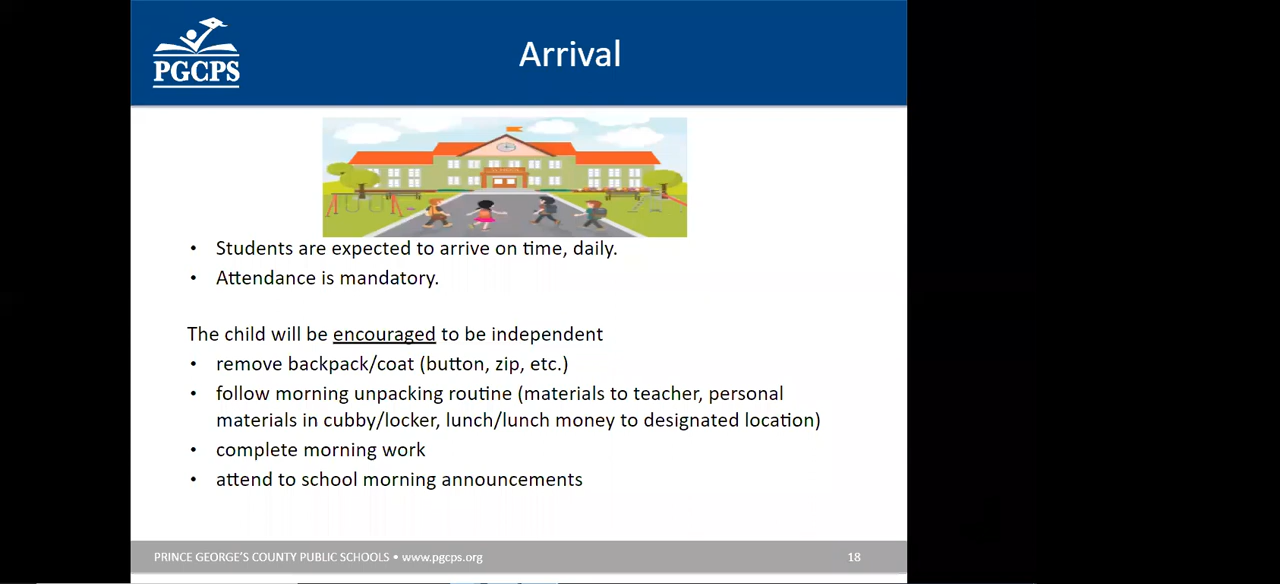 PGCPS
Arrival
• Students are expected to arrive on time, daily.
• Attendance is mandatory.
The child will be encouraged to be independent
• remove backpack/coat (button, zip, etc.)
• follow morning unpacking routine (materials to teacher, personal
materials in cubby/locker, lunch/lunch money to designated location)
• complete morning work
• attend to school morning announcements
PRINCE GEORGE'S COUNTY PUBLIC SCHOOLS • www.pgcps.org
18